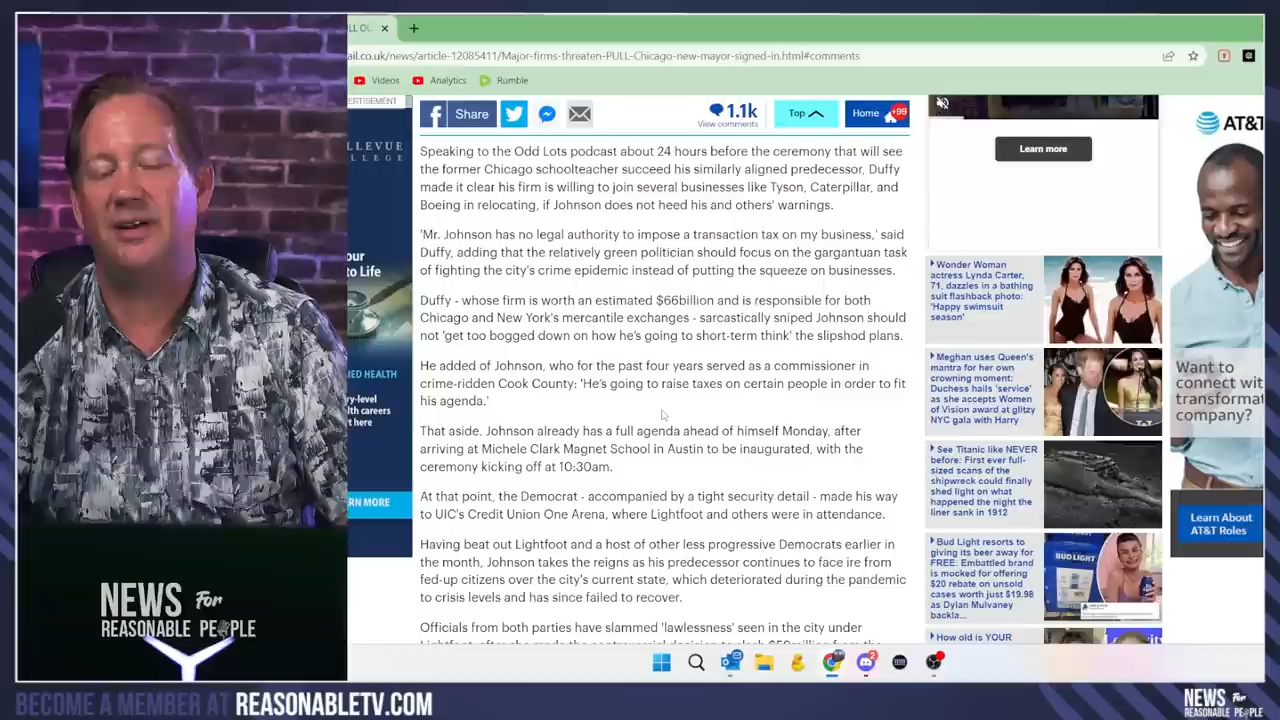 LL OU
ail.co.uk/news/article-12085411/Major-firms-threaten-PULL-Chicago-new-mayor-signed-in.html#comments
Videos
Analytics
Rumble
ERTISEMENT
LLEVUE
LLEGE
our
to Life
IED HEALTH
ry-level
lth careers
t here
RN MORE
Share
1.1k
View comments
Top
Home
+99
Speaking to the Odd Lots podcast about 24 hours before the ceremony that will see
the former Chicago schoolteacher succeed his similarly aligned predecessor, Duffy
made it clear his firm is willing to join several businesses like Tyson, Caterpillar, and
Boeing in relocating, if Johnson does not heed his and others' warnings.
'Mr. Johnson has no legal authority to impose a transaction tax on my business,' said
Duffy, adding that the relatively green politician should focus on the gargantuan task
of fighting the city's crime epidemic instead of putting the squeeze on businesses.
Duffy - whose firm is worth an estimated $66billion and is responsible for both
Chicago and New York's mercantile exchanges - sarcastically sniped Johnson should
not 'get too bogged down on how he's going to short-term think' the slipshod plans.
He added of Johnson, who for the past four years served as a commissioner in
crime-ridden Cook County: 'He's going to raise taxes on certain people in order to fit
his agenda.'
That aside, Johnson already has a full agenda ahead of himself Monday, after
arriving at Michele Clark Magnet School in Austin to be inaugurated, with the
ceremony kicking off at 10:30am.
At that point, the Democrat - accompanied by a tight security detail - made his way
to UIC's Credit Union One Arena, where Lightfoot and others were in attendance.
Having beat out Lightfoot and a host of other less progressive Democrats earlier in
the month, Johnson takes the reigns as his predecessor continues to face ire from
fed-up citizens over the city's current state, which deteriorated during the pandemic
to crisis levels and has since failed to recover.
Officials from both parties have slammed 'lawlessness' seen in the city under
Learn more
Wonder Woman
actress Lynda Carter,
71, dazzles in a bathing
suit flashback photo:
'Happy swimsuit
season'
Meghan uses Queen's
mantra for her own
crowning moment:
Duchess hails 'service'
as she accepts Women
of Vision award at glitzy
NYC gala with Harry
See Titanic like NEVER
before: First ever full-
sized scans of the
shipwreck could finally
shed light on what
happened the night the
liner sank in 1912
Bud Light resorts to
giving its beer away for
FREE: Embattled brand
is mocked for offering
$20 rebate on unsold
cases worth just $19.98
as Dylan Mulvaney
backla...
How old is YOUR
BUD LIGHT
AT&T
Want to
connect wit
transformat
company?
Learn About
AT&T Roles
2
NEWS For
REASONABLE PEOPLE
BECOME A MEMBER AT REASONABLETV.COM
NEWS For
REASONABLE PEOPLE